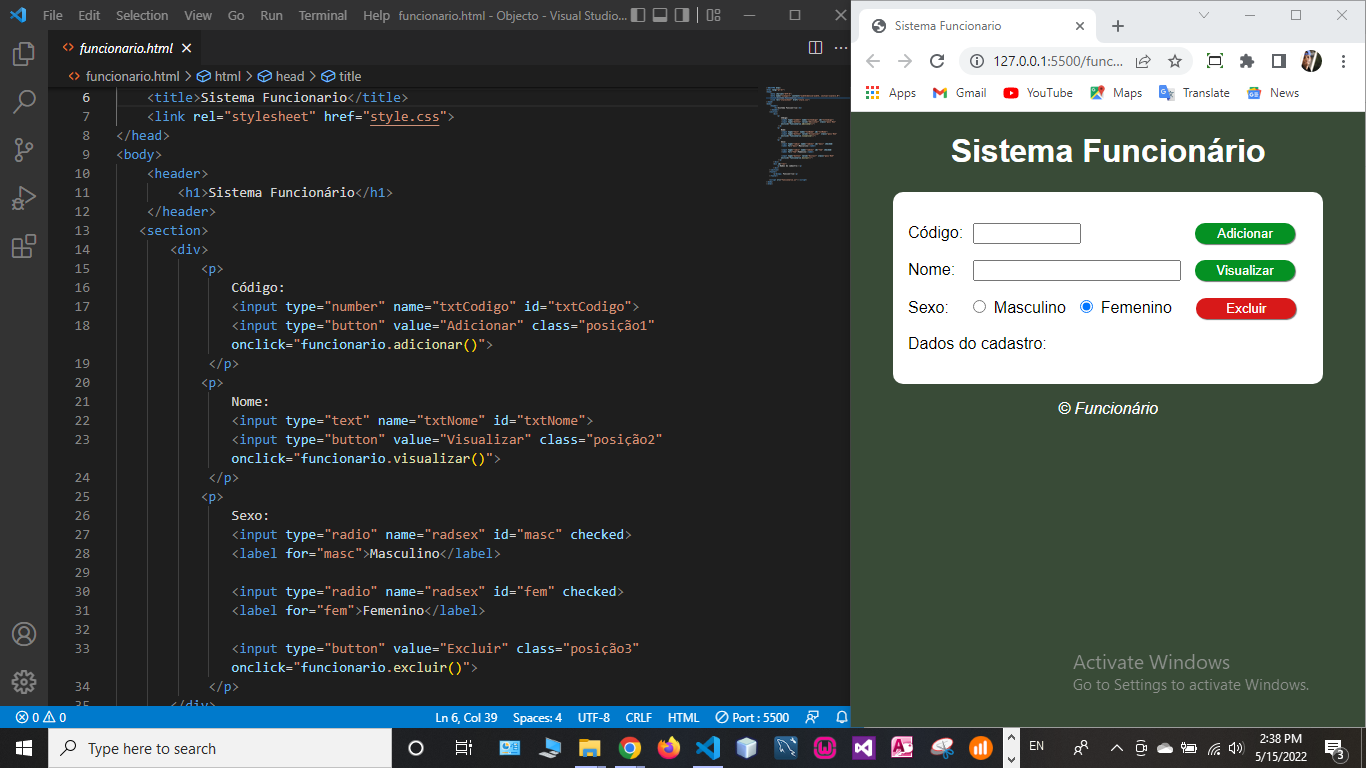 File Edit Selection View Go Run Terminal Help funcionario.html - Objecto - Visual Studio...
funcionario.html
funcionario.html > html > head > title
6 <title>Sistema Funcionario</title>
7 <link rel="stylesheet" href="style.css">
8 </head>
9 <body>
10 <header>
11 <h1>Sistema Funcionário</h1>
12 </header>
13 <section>
14 <div>
15 <p>
16 Código:
17 <input type="number" name="txtCodigo" id="txtCodigo">
18 <input type="button" value="Adicionar" class="posição1"
onclick="funcionario.adicionar()">
19 </p>
20 <p>
21 Nome:
22 <input type="text" name="txtNome" id="txtNome">
23 <input type="button" value="Visualizar" class="posição2"
onclick="funcionario.visualizar()">
24 </p>
25 <p>
26 Sexo:
27 <input type="radio" name="radsex" id="masc" checked>
28 <label for="masc">Masculino</label>
29
30 <input type="radio" name="radsex" id="fem" checked>
31 <label for="fem">Femenino</label>
32
33 <input type="button" value="Excluir" class="posição3"
onclick="funcionario.excluir()">
34 </p>
35 </div>
0 0 Ln 6, Col 39 Spaces: 4 UTF-8 CRLF HTML Port : 5500
Sistema Funcionario
127.0.0.1:5500/func...
Apps Gmail YouTube Maps Translate News
Sistema Funcionário
Código: Adicionar
Nome: Visualizar
Sexo: Masculino Femenino Excluir
Dados do cadastro:
© Funcionário
Activate Windows
Go to Settings to activate Windows.
Type here to search
EN
2:38 PM
5/15/2022
3